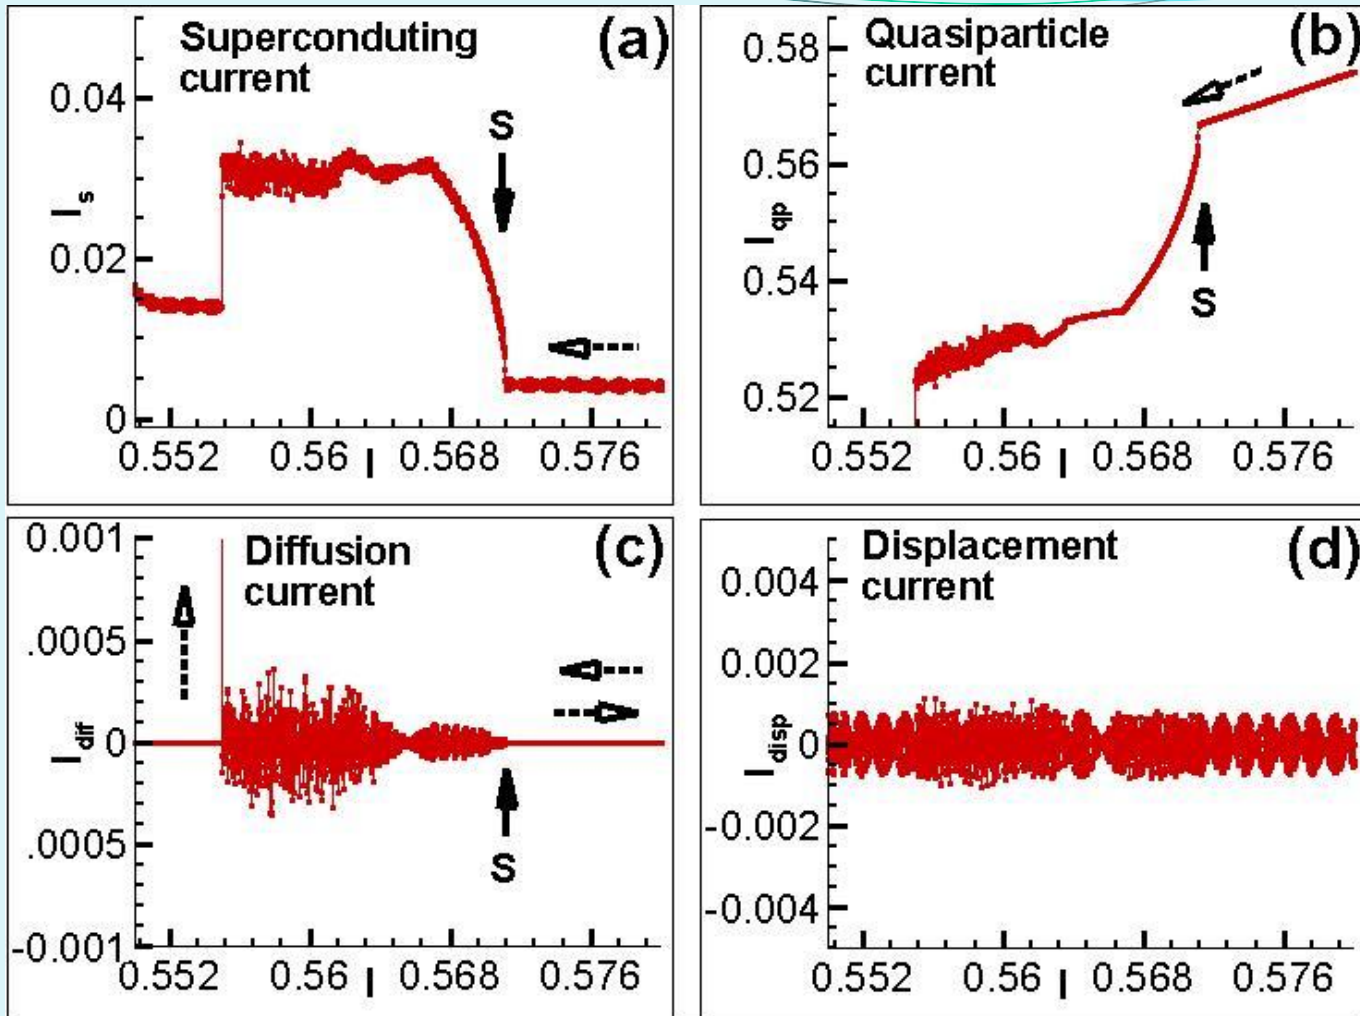 Superconduting
current
(a)
S
0.04
0.02
0
I_s
0.552 0.56 I 0.568 0.576
Quasiparticle
current
(b)
0.58
0.56
0.54
0.52
I_qp
S
0.552 0.56 I 0.568 0.576
Diffusion
current
(c)
0.001
.0005
0
.0005
-0.001
I_dif
S
0.552 0.56 I 0.568 0.576
Displacement
current
(d)
0.004
0.002
0
-0.002
-0.004
I_disp
0.552 0.56 I 0.568 0.576